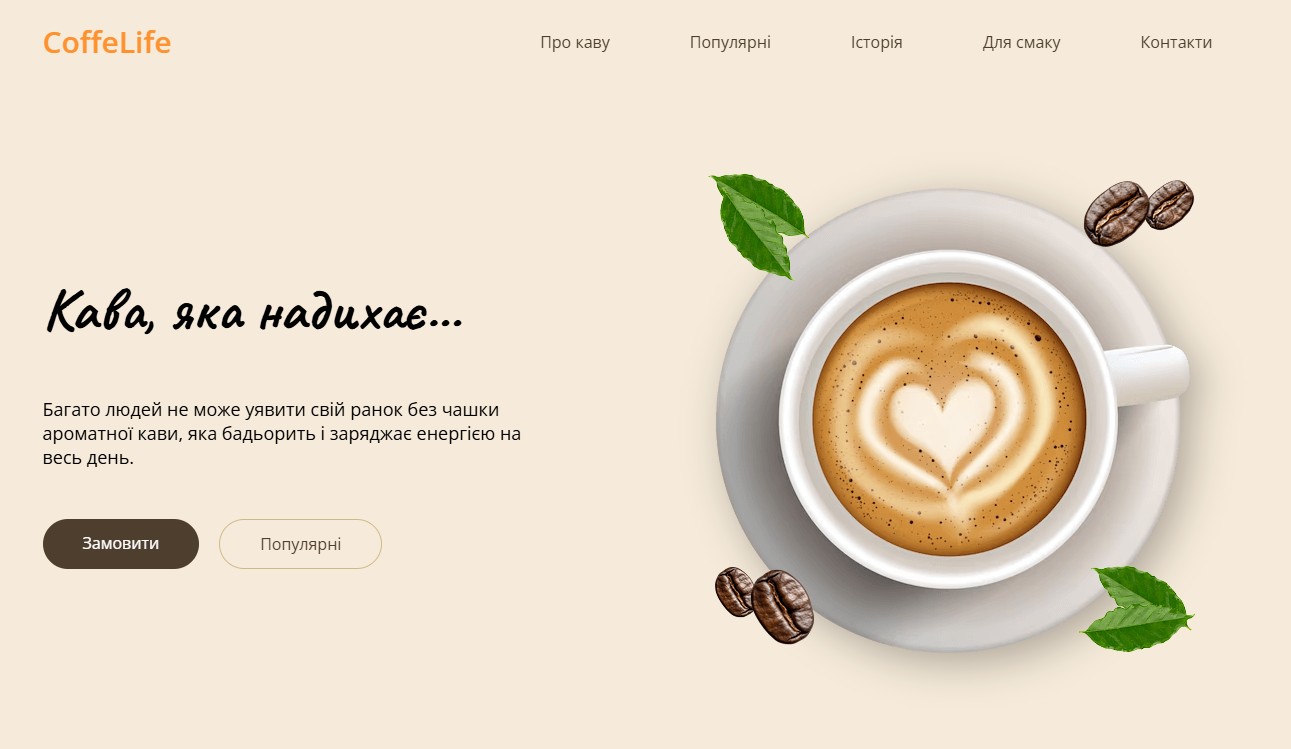 CoffeLife
Про каву
Популярні
Історія
Для смаку
Контакти
Кава, яка надихає...
Багато людей не може уявити свій ранок без чашки
ароматної кави, яка бадьорить і заряджає енергією на
весь день.
Замовити
Популярні